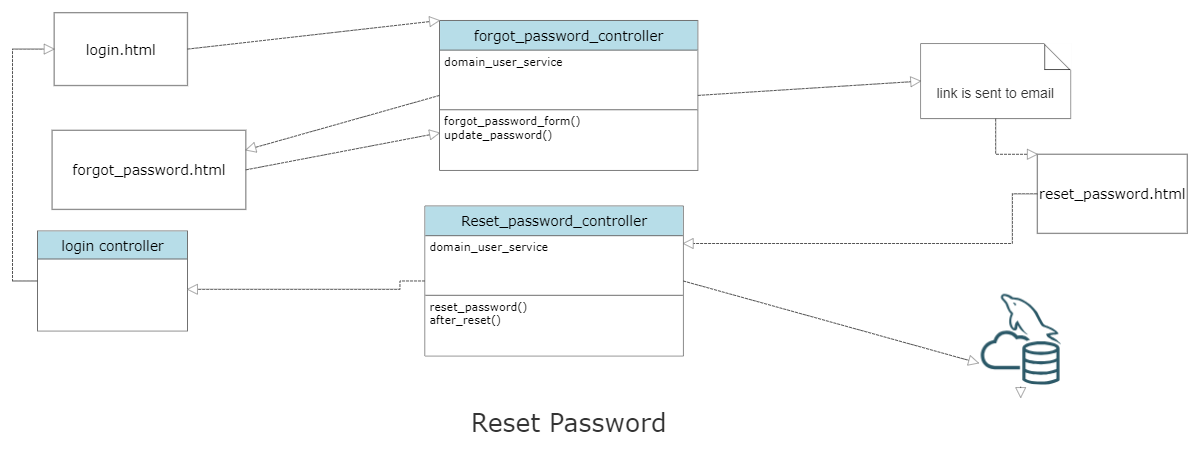 login.html
forgot_password_controller
domain_user_service
forgot_password_form()
update_password()
link is sent to email
forgot_password.html
reset_password.html
login controller
Reset_password_controller
domain_user_service
reset_password()
after_reset()
Reset Password